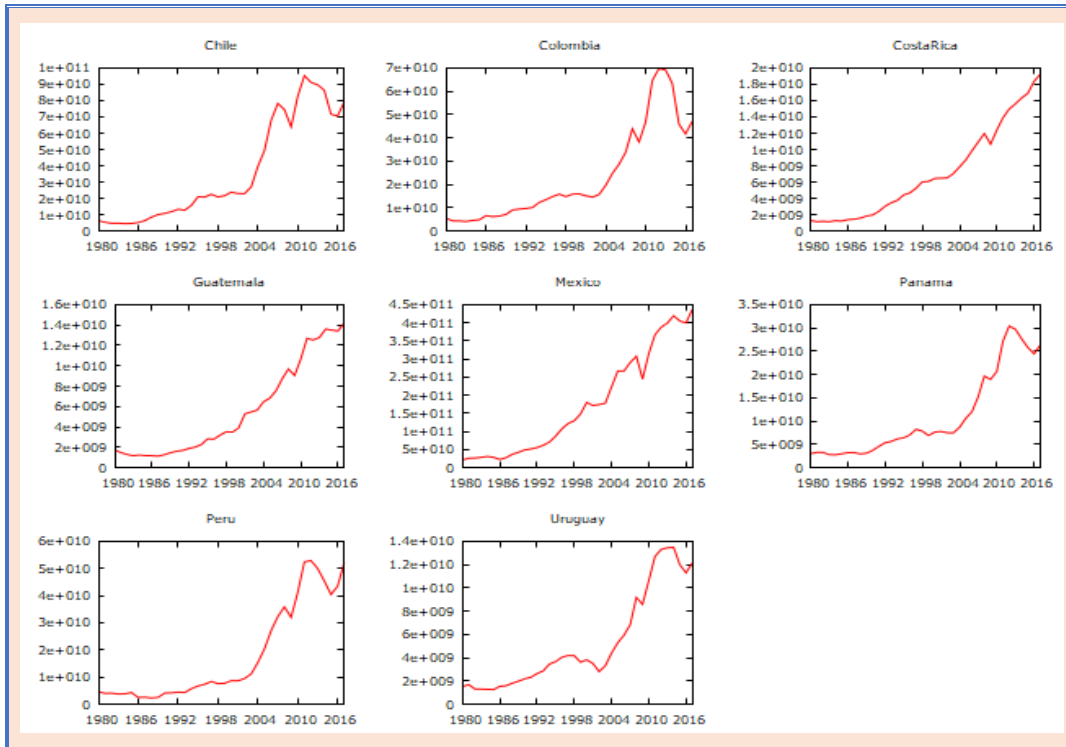 Chile
1e+011
9e+010
8e+010
7e+010
6e+010
5e+010
4e+010
3e+010
2e+010
1e+010
0
1980 1986 1992 1998 2004 2010 2016
Colombia
7e+010
6e+010
5e+010
4e+010
3e+010
2e+010
1e+010
0
1980 1986 1992 1998 2004 2010 2016
CostaRica
2e+010
1.8e+010
1.6e+010
1.4e+010
1.2e+010
1e+010
8e+009
6e+009
4e+009
2e+009
0
1980 1986 1992 1998 2004 2010 2016
Guatemala
1.6e+010
1.4e+010
1.2e+010
1e+010
8e+009
6e+009
4e+009
2e+009
0
1980 1986 1992 1998 2004 2010 2016
Mexico
4.5e+011
4e+011
3.5e+011
3e+011
2.5e+011
2e+011
1.5e+011
1e+011
5e+010
0
1980 1986 1992 1998 2004 2010 2016
Panama
3.5e+010
3e+010
2.5e+010
2e+010
1.5e+010
1e+010
5e+009
0
1980 1986 1992 1998 2004 2010 2016
Peru
6e+010
5e+010
4e+010
3e+010
2e+010
1e+010
0
1980 1986 1992 1998 2004 2010 2016
Uruguay
1.4e+010
1.2e+010
1e+010
8e+009
6e+009
4e+009
2e+009
0
1980 1986 1992 1998 2004 2010 2016